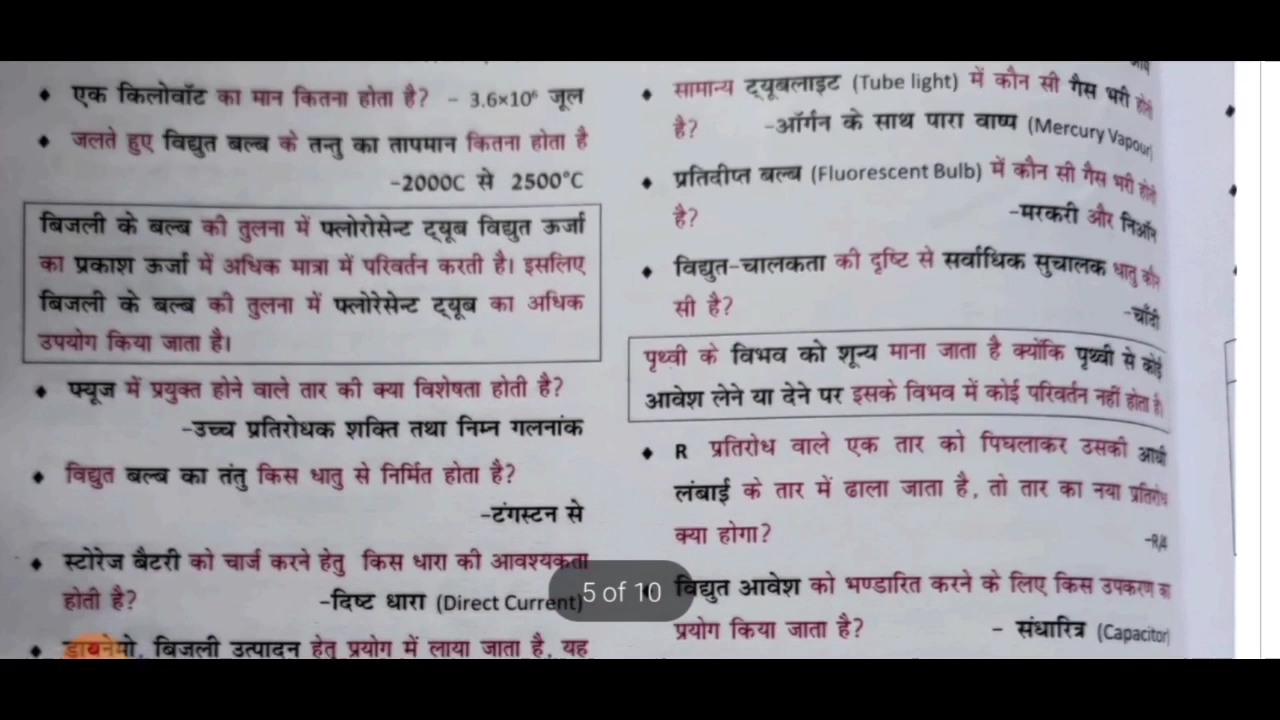 ♦ एक किलोवॉट का मान कितना होता है? - 3.6×10⁶ जूल
♦ जलते हुए विद्युत बल्ब के तन्तु का तापमान कितना होता है
-2000C से 2500°C
बिजली के बल्ब की तुलना में फ्लोरोसेन्ट ट्यूब विद्युत ऊर्जा
का प्रकाश ऊर्जा में अधिक मात्रा में परिवर्तन करती है। इसलिए
बिजली के बल्ब की तुलना में फ्लोरेसेन्ट ट्यूब का अधिक
उपयोग किया जाता है।
♦ फ्यूज में प्रयुक्त होने वाले तार की क्या विशेषता होती है?
-उच्च प्रतिरोधक शक्ति तथा निम्न गलनांक
♦ विद्युत बल्ब का तंतु किस धातु से निर्मित होता है?
-टंगस्टन से
♦ स्टोरेज बैटरी को चार्ज करने हेतु किस धारा की आवश्यकता
होती है? -दिष्ट धारा (Direct Current)
♦ डायनेमो, बिजली उत्पादन हेतु प्रयोग में लाया जाता है, यह
♦ सामान्य ट्यूबलाइट (Tube light) में कौन सी गैस भरी होती
है? -ऑर्गन के साथ पारा वाष्प (Mercury Vapour)
♦ प्रतिदीप्त बल्ब (Fluorescent Bulb) में कौन सी गैस भरी होती
है? -मरकरी और निऑन
♦ विद्युत-चालकता की दृष्टि से सर्वाधिक सुचालक धातु कौन
सी है? -चाँदी
पृथ्वी के विभव को शून्य माना जाता है क्योंकि पृथ्वी से कोई
आवेश लेने या देने पर इसके विभव में कोई परिवर्तन नहीं होता है।
♦ R प्रतिरोध वाले एक तार को पिघलाकर उसकी आधी
लंबाई के तार में ढाला जाता है, तो तार का नया प्रतिरोध
क्या होगा? -R/4
विद्युत आवेश को भण्डारित करने के लिए किस उपकरण का
प्रयोग किया जाता है? - संधारित्र (Capacitor)
5 of 10